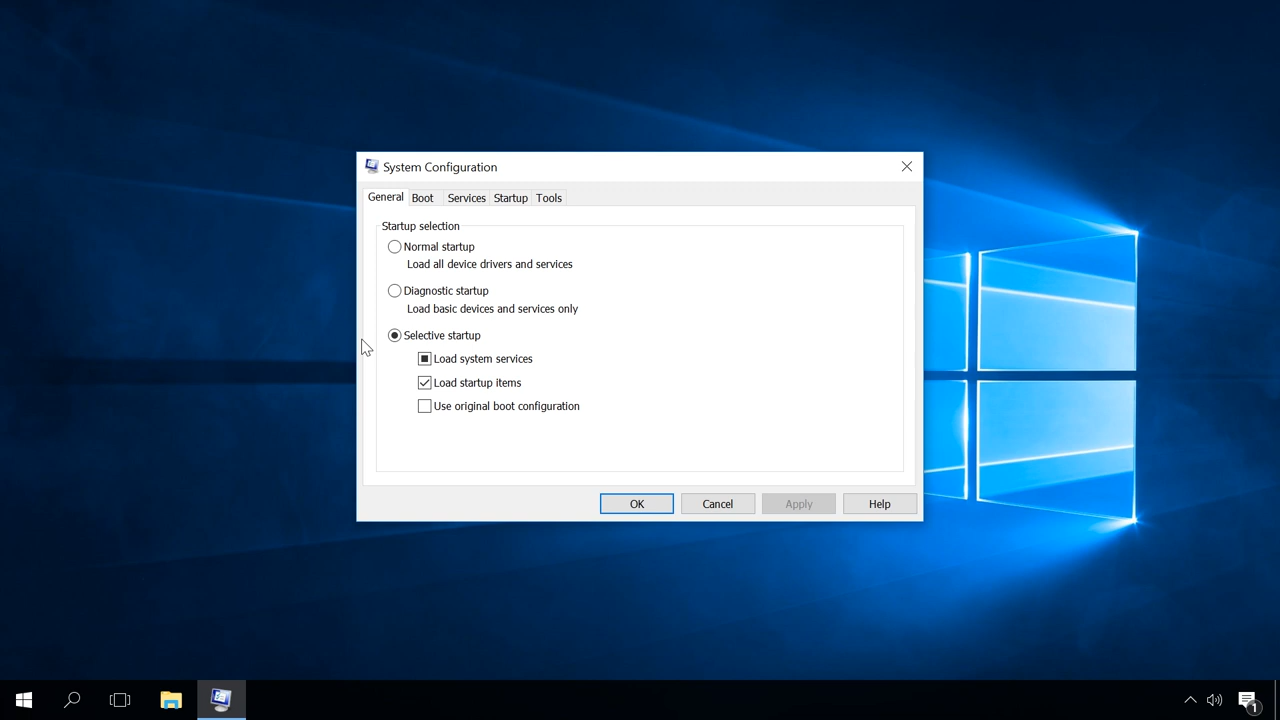 System Configuration
General Boot Services Startup Tools
Startup selection
Normal startup
Load all device drivers and services
Diagnostic startup
Load basic devices and services only
Selective startup
Load system services
Load startup items
Use original boot configuration
OK Cancel Apply Help
1